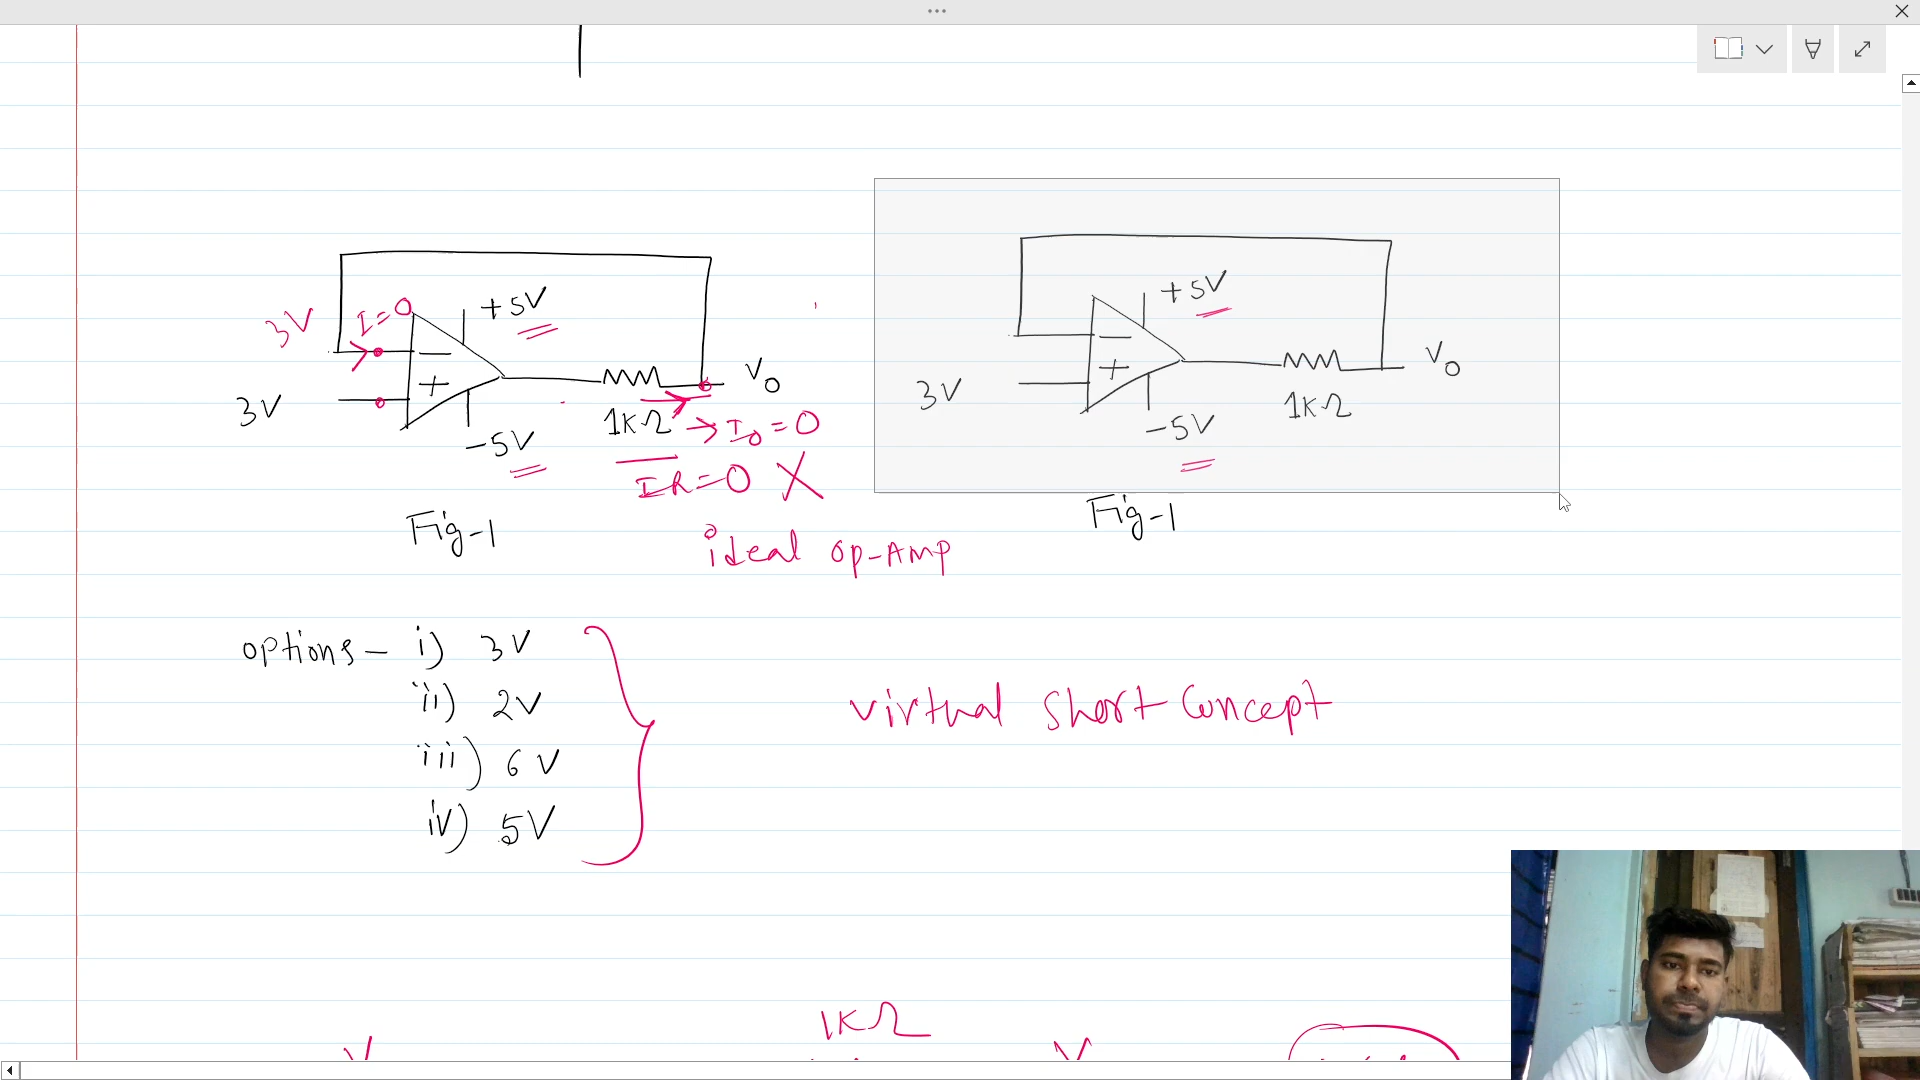 3V
I=0
+5V
3V
V0
1KΩ
→ I0 = 0
-5V
IR=0 X
Fig-1
+5V
3V
V0
1KΩ
-5V
Fig-1
ideal op-Amp
options - i) 3V
ii) 2V
iii) 6V
iv) 5V
virtual short concept
1KΩ